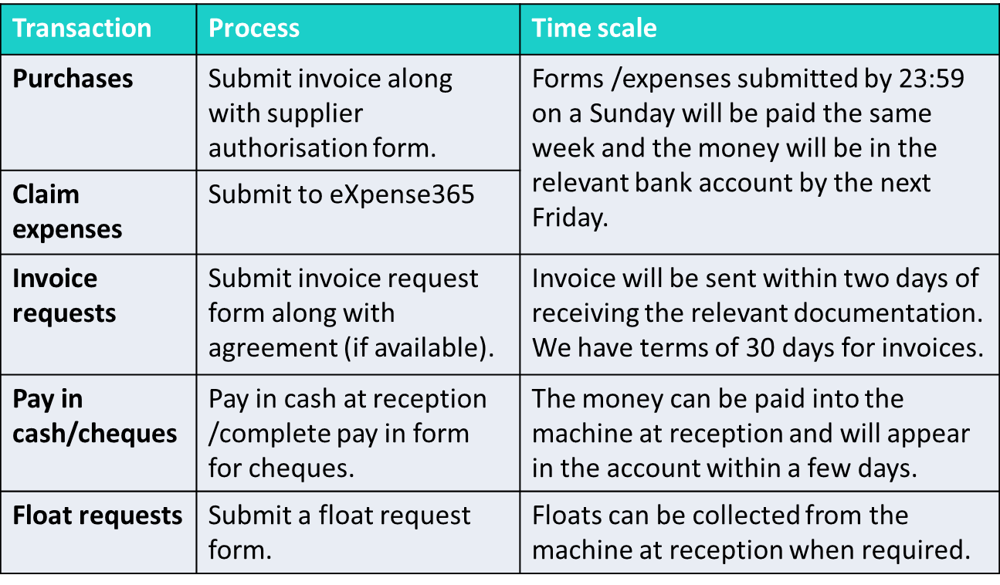 Transaction
Process
Time scale
Purchases
Submit invoice along
with supplier
authorisation form.
Forms /expenses submitted by 23:59
on a Sunday will be paid the same
week and the money will be in the
relevant bank account by the next
Friday.
Claim
expenses
Submit to eXpense365
Invoice
requests
Submit invoice request
form along with
agreement (if available).
Invoice will be sent within two days of
receiving the relevant documentation.
We have terms of 30 days for invoices.
Pay in
cash/cheques
Pay in cash at reception
/complete pay in form
for cheques.
The money can be paid into the
machine at reception and will appear
in the account within a few days.
Float requests
Submit a float request
form.
Floats can be collected from the
machine at reception when required.